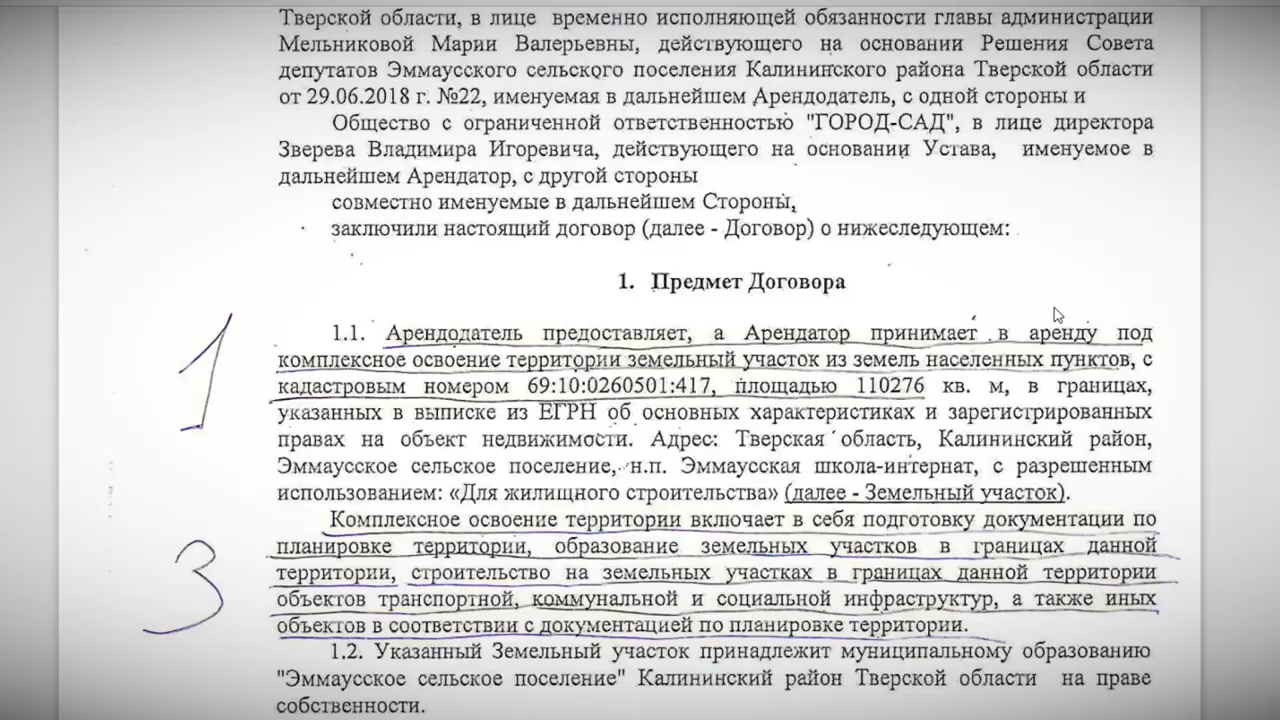 Тверской области, в лице временно исполняющей обязанности главы администрации
Мельниковой Марии Валерьевны, действующего на основании Решения Совета
депутатов Эммаусского сельского поселения Калининского района Тверской области
от 29.06.2018 г. №22, именуемая в дальнейшем Арендодатель, с одной стороны и
Общество с ограниченной ответственностью "ГОРОД-САД", в лице директора
Зверева Владимира Игоревича, действующего на основании Устава, именуемое в
дальнейшем Арендатор, с другой стороны
совместно именуемые в дальнейшем Стороны,
заключили настоящий договор (далее - Договор) о нижеследующем:
1. Предмет Договора
1
1.1. Арендодатель предоставляет, а Арендатор принимает в аренду под
комплексное освоение территории земельный участок из земель населенных пунктов, с
кадастровым номером 69:10:0260501:417, площадью 110276 кв. м, в границах,
указанных в выписке из ЕГРН об основных характеристиках и зарегистрированных
правах на объект недвижимости. Адрес: Тверская область, Калининский район,
Эммаусское сельское поселение, н.п. Эммаусская школа-интернат, с разрешенным
использованием: «Для жилищного строительства» (далее - Земельный участок).
3
Комплексное освоение территории включает в себя подготовку документации по
планировке территории, образование земельных участков в границах данной
территории, строительство на земельных участках в границах данной территории
объектов транспортной, коммунальной и социальной инфраструктур, а также иных
объектов в соответствии с документацией по планировке территории.
1.2. Указанный Земельный участок принадлежит муниципальному образованию
"Эммаусское сельское поселение" Калининский район Тверской области на праве
собственности.